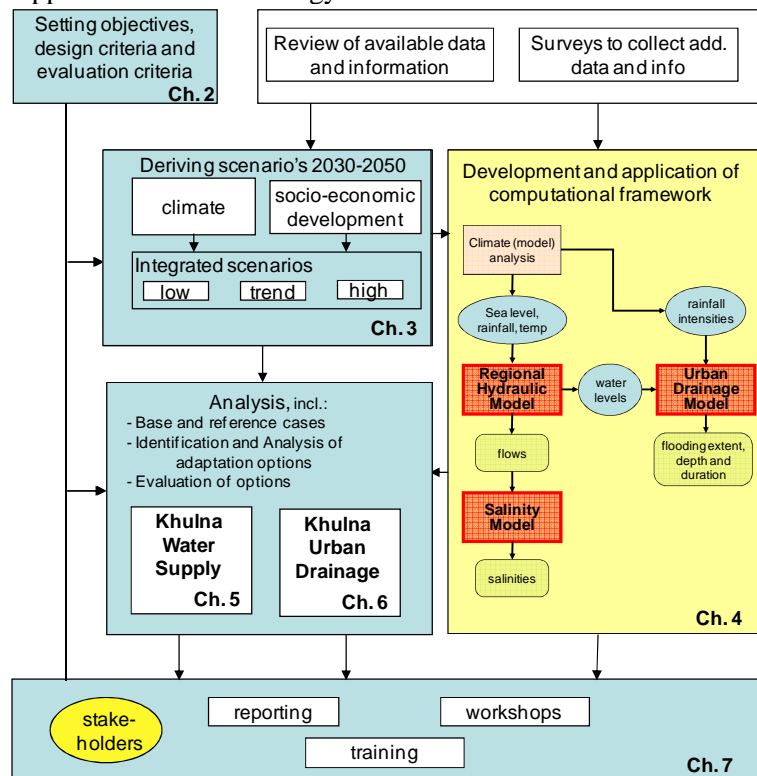 Setting objectives,
design criteria and
evaluation criteria
Ch. 2
Review of available data
and information
Surveys to collect add.
data and info
Deriving scenario's 2030-2050
climate
socio-economic
development
Integrated scenarios
low
trend
high
Ch. 3
Development and application of
computational framework
Climate (model)
analysis
Sea level,
rainfall, temp
rainfall
intensities
Regional
Hydraulic
Model
water
levels
Urban
Drainage
Model
flows
flooding extent,
depth and
duration
Salinity
Model
salinities
Ch. 4
Analysis, incl.:
- Base and reference cases
- Identification and Analysis of
adaptation options
- Evaluation of options
Khulna
Water
Supply
Ch. 5
Khulna
Urban
Drainage
Ch. 6
stake-
holders
reporting
workshops
training
Ch. 7